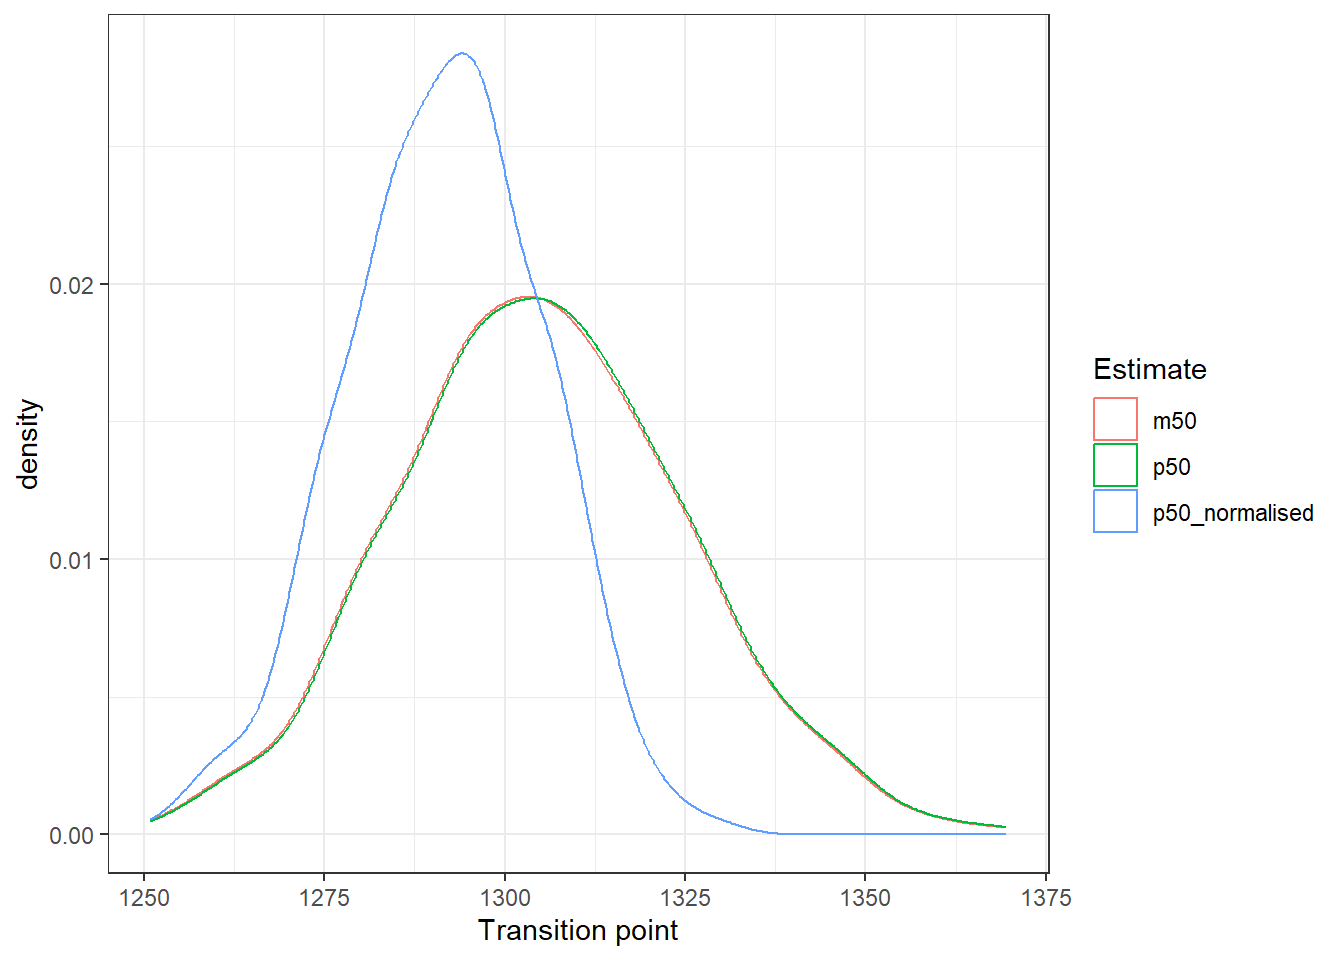 density
0.02
0.01
0.00
1250 1275 1300 1325 1350 1375
Transition point
Estimate
m50
p50
p50_normalised